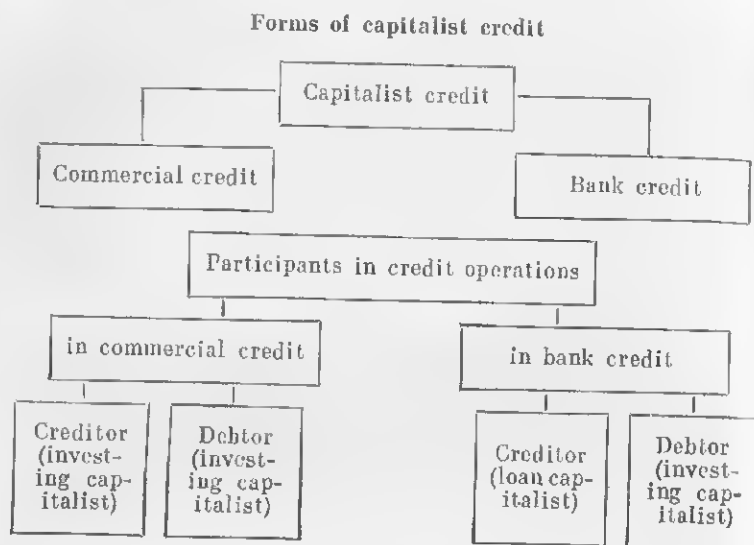 Forms of capitalist credit
Capitalist credit
Commercial credit
Bank credit
Participants in credit operations
in commercial credit
in bank credit
Creditor
(invest-
ing cap-
italist)
Debtor
(invest-
ing cap-
italist)
Creditor
(loan cap-
italist)
Debtor
(invest-
ing cap-
italist)